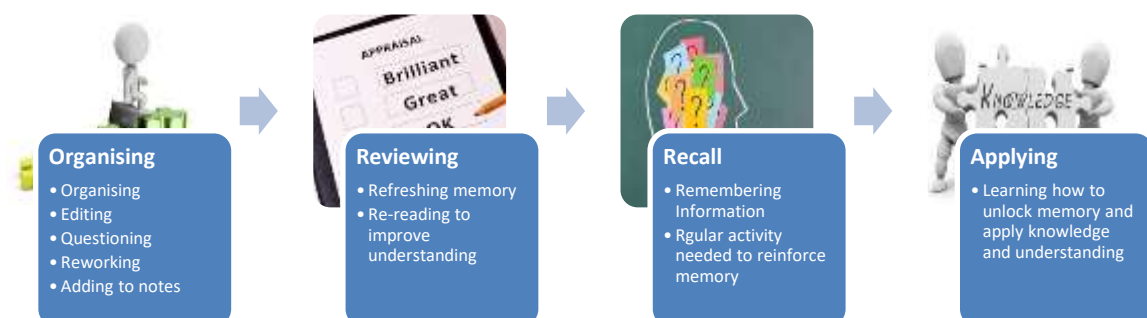 APPRAISAL
Brilliant
Great
OK
KNOWLEDGE
Organising
• Organising
• Editing
• Questioning
• Reworking
• Adding to notes
Reviewing
• Refreshing memory
• Re-reading to
improve
understanding
Recall
• Remembering
Information
• Rgular activity
needed to reinforce
memory
Applying
• Learning how to
unlock memory and
apply knowledge
and understanding